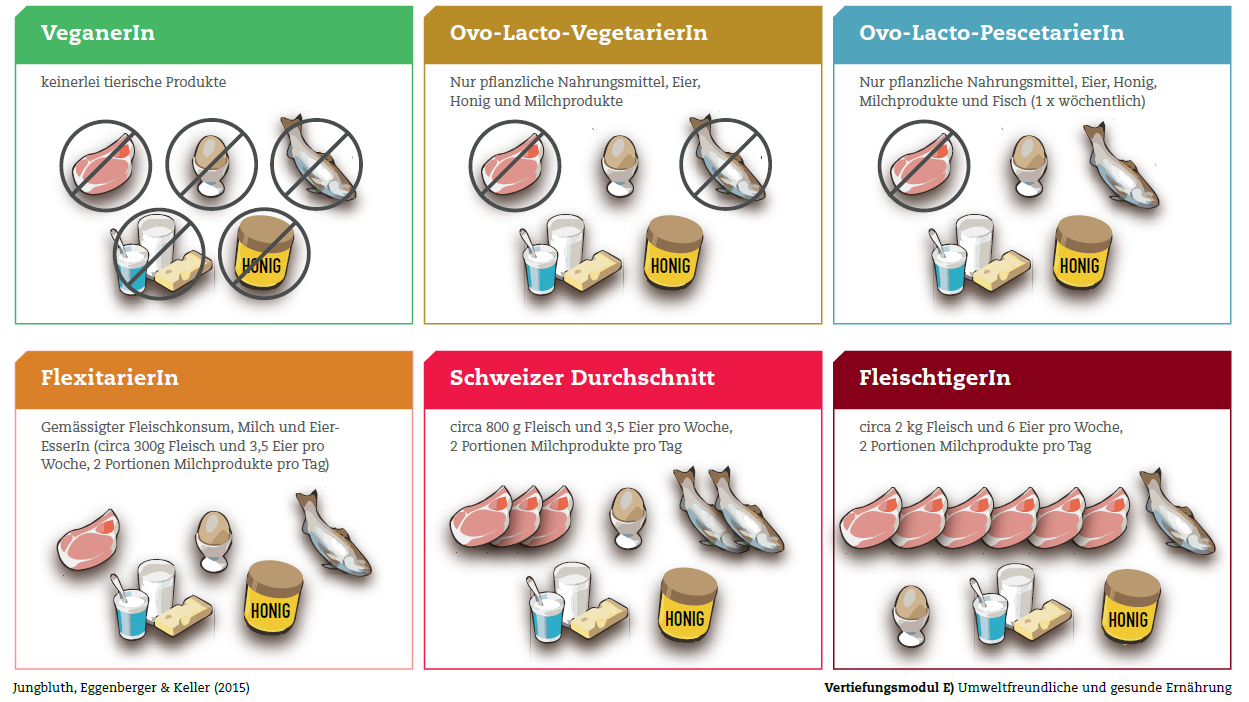 VeganerIn
keinerlei tierische Produkte
HONIG
Ovo-Lacto-VegetarierIn
Nur pflanzliche Nahrungsmittel, Eier,
Honig und Milchprodukte
HONIG
Ovo-Lacto-PescetarierIn
Nur pflanzliche Nahrungsmittel, Eier, Honig,
Milchprodukte und Fisch (1 x wöchentlich)
HONIG
FlexitarierIn
Gemässigter Fleischkonsum, Milch und Eier-
EsserIn (circa 300g Fleisch und 3,5 Eier pro
Woche, 2 Portionen Milchprodukte pro Tag)
HONIG
Schweizer Durchschnitt
circa 800 g Fleisch und 3,5 Eier pro Woche,
2 Portionen Milchprodukte pro Tag
HONIG
FleischtigerIn
circa 2 kg Fleisch und 6 Eier pro Woche,
2 Portionen Milchprodukte pro Tag
HONIG
Jungbluth, Eggenberger & Keller (2015)
Vertiefungsmodul E) Umweltfreundliche und gesunde Ernährung